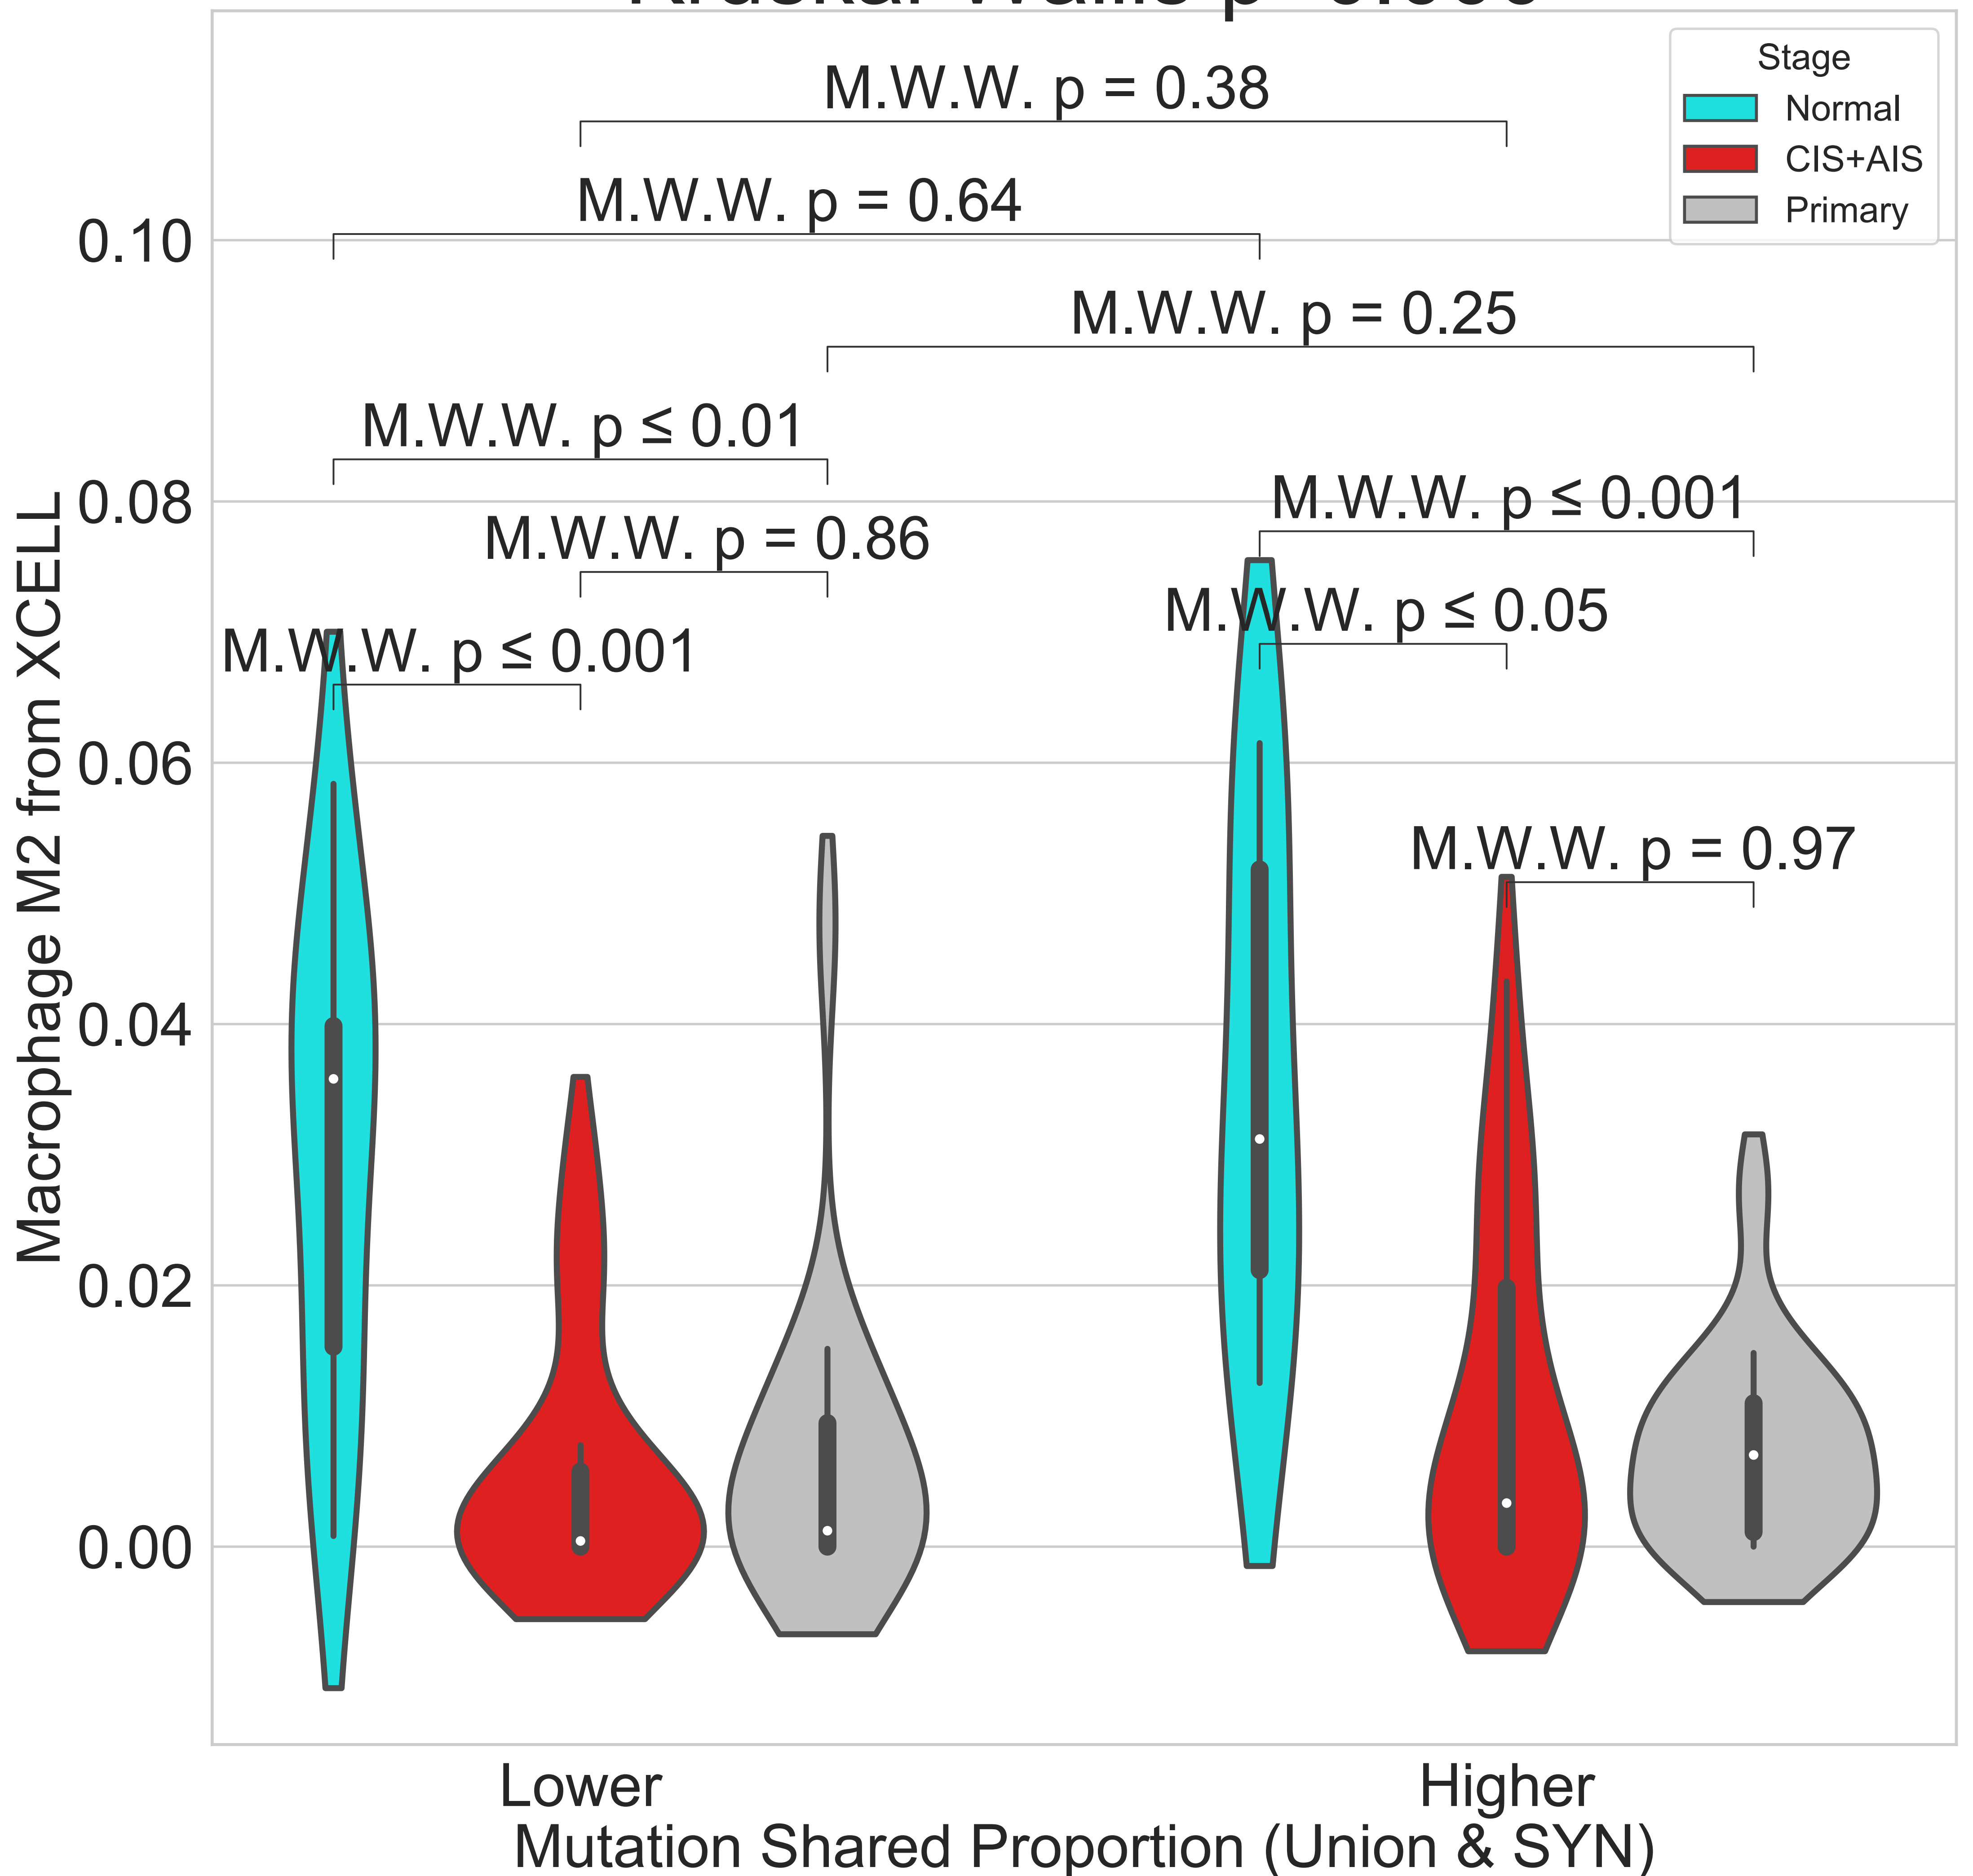 Stage
Normal
CIS+AIS
Primary
M.W.W. p = 0.38
M.W.W. p = 0.64
M.W.W. p = 0.25
M.W.W. p ≤ 0.01
M.W.W. p ≤ 0.001
M.W.W. p = 0.86
M.W.W. p ≤ 0.05
M.W.W. p ≤ 0.001
M.W.W. p = 0.97
Macrophage M2 from XCELL
0.10
0.08
0.06
0.04
0.02
0.00
Lower
Higher
Mutation Shared Proportion (Union & SYN)